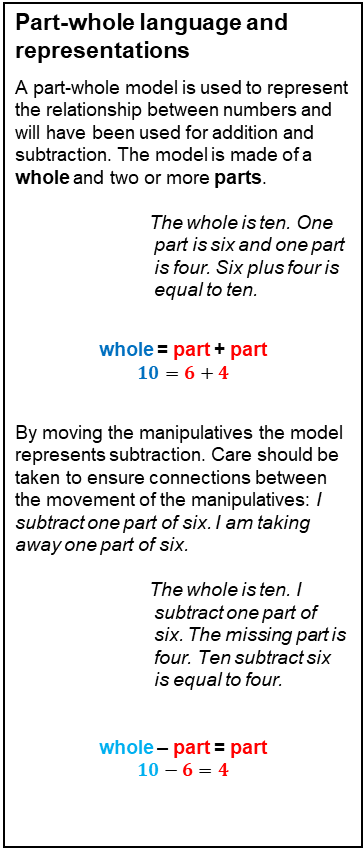 Part-whole language and
representations
A part-whole model is used to represent
the relationship between numbers and
will have been used for addition and
subtraction. The model is made of a
whole and two or more parts.
The whole is ten. One
part is six and one part
is four. Six plus four is
equal to ten.
whole = part + part
10 = 6 + 4
By moving the manipulatives the model
represents subtraction. Care should be
taken to ensure connections between
the movement of the manipulatives: I
subtract one part of six. I am taking
away one part of six.
The whole is ten. I
subtract one part of
six. The missing part is
four. Ten subtract six
is equal to four.
whole – part = part
10 − 6 = 4